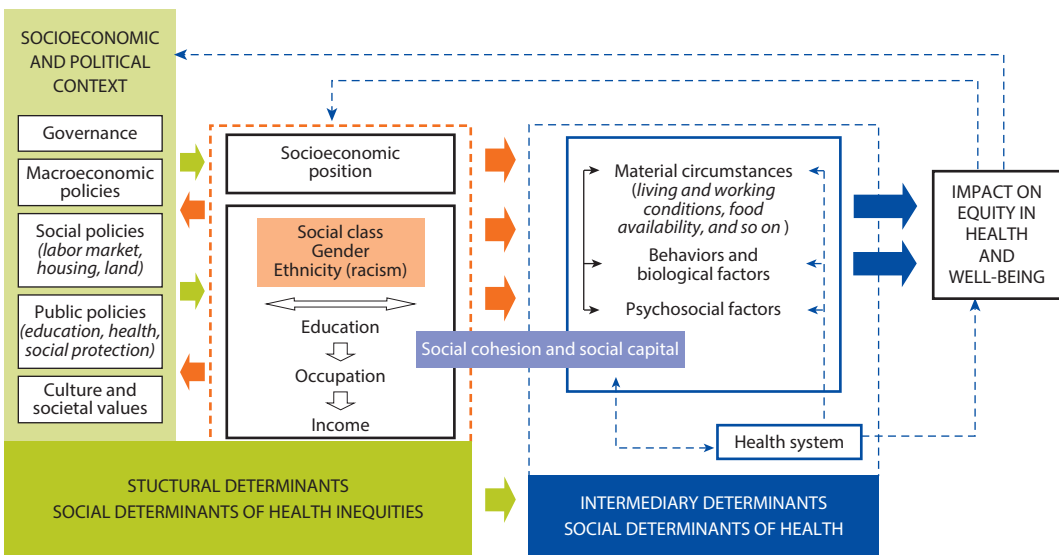 SOCIOECONOMIC
AND POLITICAL
CONTEXT
Governance
Macroeconomic
policies
Social policies
(labor market,
housing, land)
Public policies
(education, health,
social protection)
Culture and
societal values
Socioeconomic
position
Social class
Gender
Ethnicity (racism)
Education
Occupation
Income
Social cohesion and social capital
Material circumstances
(living and working
conditions, food
availability, and so on )
Behaviors and
biological factors
Psychosocial factors
Health system
IMPACT ON
EQUITY IN
HEALTH
AND
WELL-BEING
STUCTURAL DETERMINANTS
SOCIAL DETERMINANTS OF HEALTH INEQUITIES
INTERMEDIARY DETERMINANTS
SOCIAL DETERMINANTS OF HEALTH